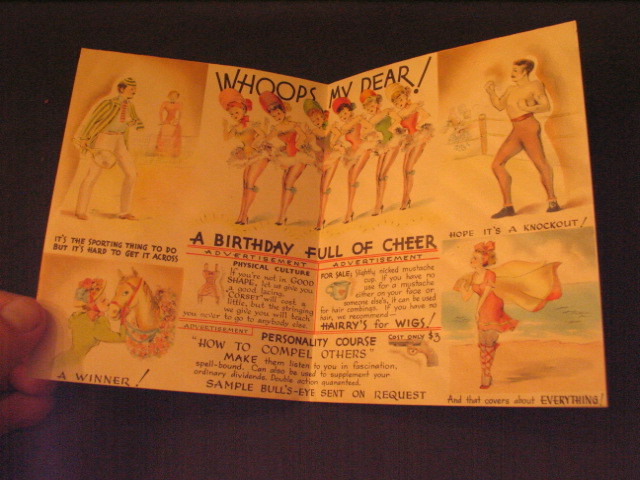 WHOOPS MY DEAR!
IT'S THE SPORTING THING TO DO
BUT IT'S HARD TO GET IT ACROSS
HOPE IT'S A KNOCKOUT!
A BIRTHDAY FULL OF CHEER
ADVERTISEMENT
PHYSICAL CULTURE
If you're not in GOOD
SHAPE, let us give you
a good lacing. Our
"CORSET" will cost a
little, but the stringing
we give you will teach
you never to go to anybody else
ADVERTISEMENT
FOR SALE: Slightly nicked mustache
cup. If you have no
use for a mustache
either on your face or
someone else's, it can be used
for hair combings. If you have no
hair, we recommend—
HAIRY'S for WIGS!
ADVERTISEMENT
PERSONALITY COURSE
"HOW TO COMPEL OTHERS"
COST ONLY $3
MAKE them listen to you in fascination,
spell-bound. Can also be used to supplement your
ordinary dividends. Double action guaranteed.
SAMPLE BULL'S-EYE SENT ON REQUEST
A WINNER!
And that covers about EVERYTHING!